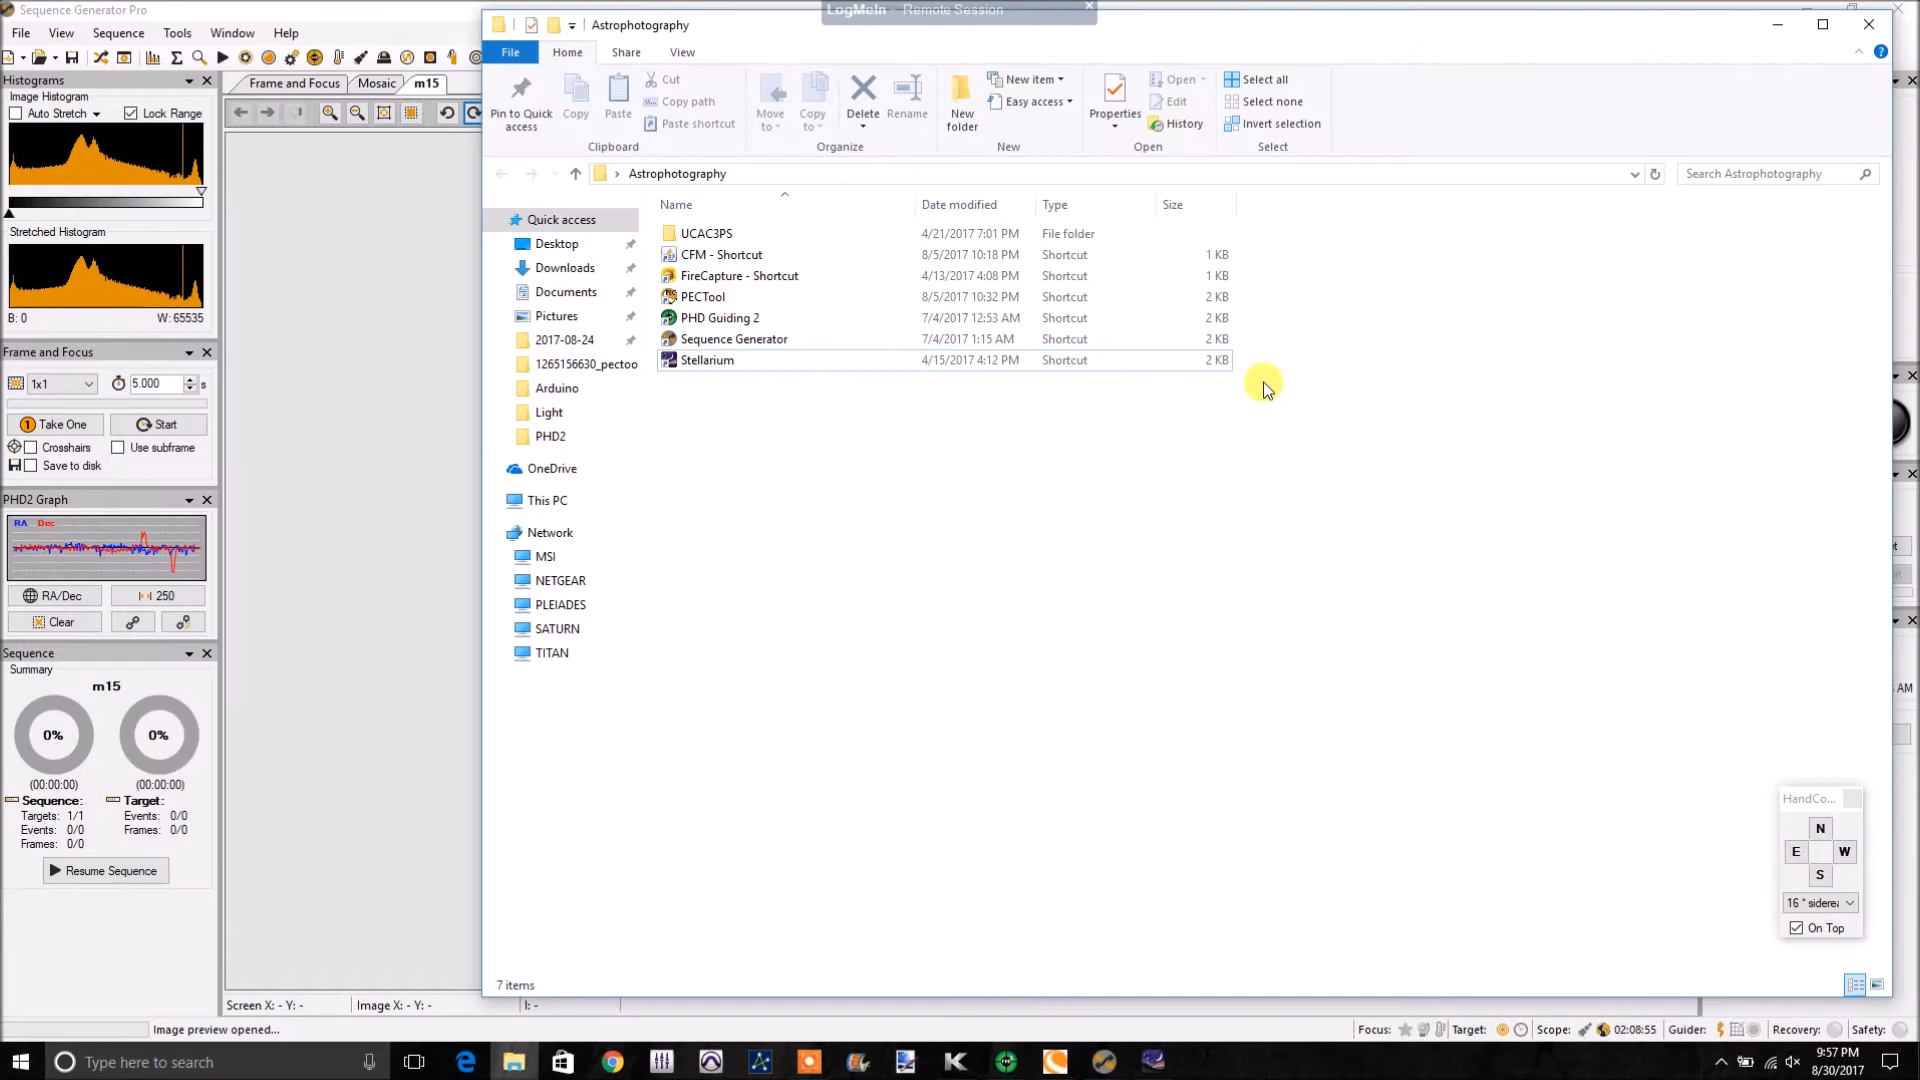 Sequence Generator Pro
File View Sequence Tools Window Help
Histograms
Image Histogram
Auto Stretch Lock Range
Stretched Histogram
B: 0 W: 65535
Frame and Focus
1x1 5.000 s
Take One Start
Crosshairs Use subframe
Save to disk
PHD2 Graph
RA Dec
RA/Dec 250
Clear
Sequence
Summary
m15
0% 0%
(00:00:00) (00:00:00)
Sequence: Target:
Targets: 1/1 Events: 0/0
Events: 0/0 Frames: 0/0
Frames: 0/0
Resume Sequence
Frame and Focus Mosaic m15
Screen X: - Y: - Image X: - Y: - I: -
Image preview opened...
LogMeIn - Remote Session
Astrophotography
File Home Share View
Pin to Quick access
Copy
Paste
Cut
Copy path
Paste shortcut
Clipboard
Move to
Copy to
Delete
Rename
Organize
New folder
New item
Easy access
New
Properties
Open
Edit
History
Open
Select all
Select none
Invert selection
Select
Astrophotography
Search Astrophotography
Quick access
Desktop
Downloads
Documents
Pictures
2017-08-24
1265156630_pectoo
Arduino
Light
PHD2
OneDrive
This PC
Network
MSI
NETGEAR
PLEIADES
SATURN
TITAN
Name Date modified Type Size
UCAC3PS 4/21/2017 7:01 PM File folder
CFM - Shortcut 8/5/2017 10:18 PM Shortcut 1 KB
FireCapture - Shortcut 4/13/2017 4:08 PM Shortcut 1 KB
PECTool 8/5/2017 10:32 PM Shortcut 2 KB
PHD Guiding 2 7/4/2017 12:53 AM Shortcut 2 KB
Sequence Generator 7/4/2017 1:15 AM Shortcut 2 KB
Stellarium 4/15/2017 4:12 PM Shortcut 2 KB
7 items
AM
HandCo...
N
E W
S
16 * siderea
On Top
Focus: Target: Scope: 02:08:55 Guider: Recovery: Safety:
Type here to search
9:57 PM
8/30/2017